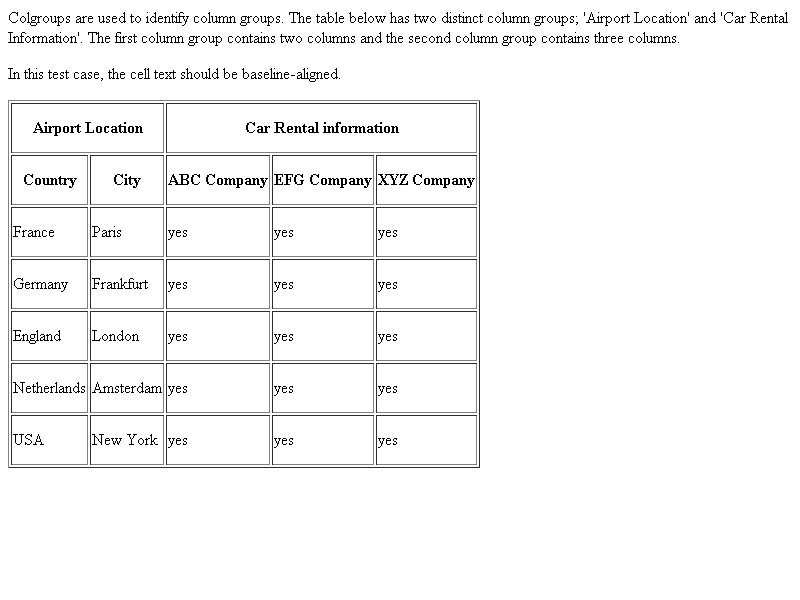 Colgroups are used to identify column groups. The table below has two distinct column groups; 'Airport Location' and 'Car Rental
Information'. The first column group contains two columns and the second column group contains three columns.
In this test case, the cell text should be baseline-aligned.
Airport Location Car Rental information
Country City ABC Company EFG Company XYZ Company
France Paris yes yes yes
Germany Frankfurt yes yes yes
England London yes yes yes
Netherlands Amsterdam yes yes yes
USA New York yes yes yes